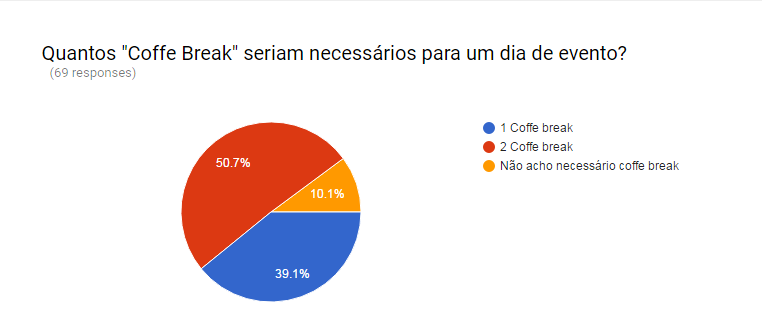 Quantos "Coffe Break" seriam necessários para um dia de evento?
(69 responses)
1 Coffe break
2 Coffe break
Não acho necessário coffe break
50.7%
10.1%
39.1%